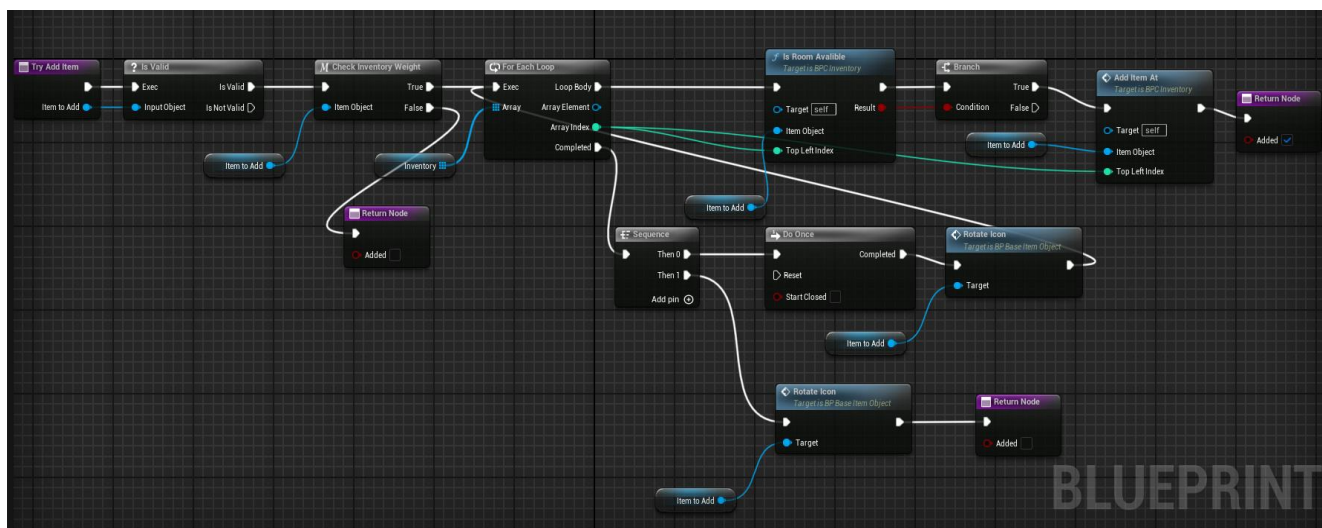 Try Add Item
Item to Add
? Is Valid
Exec Is Valid
Input Object Is Not Valid
Item to Add
Check Inventory Weight
True
Item Object False
Return Node
Added
Inventory
For Each Loop
Exec Loop Body
Array Array Element
Array Index
Completed
f Is Room Avalible
Target is BPC Inventory
Target self Result
Item Object
Top Left Index
Item to Add
Branch
True
Condition False
Item to Add
Add Item At
Target is BPC Inventory
Target self
Item Object
Top Left Index
Return Node
Added
Sequence
Then 0
Then 1
Add pin
Do Once
Completed
Reset
Start Closed
Rotate Icon
Target is BP Base Item Object
Target
Item to Add
Rotate Icon
Target is BP Base Item Object
Target
Item to Add
Return Node
Added
BLUEPRINT